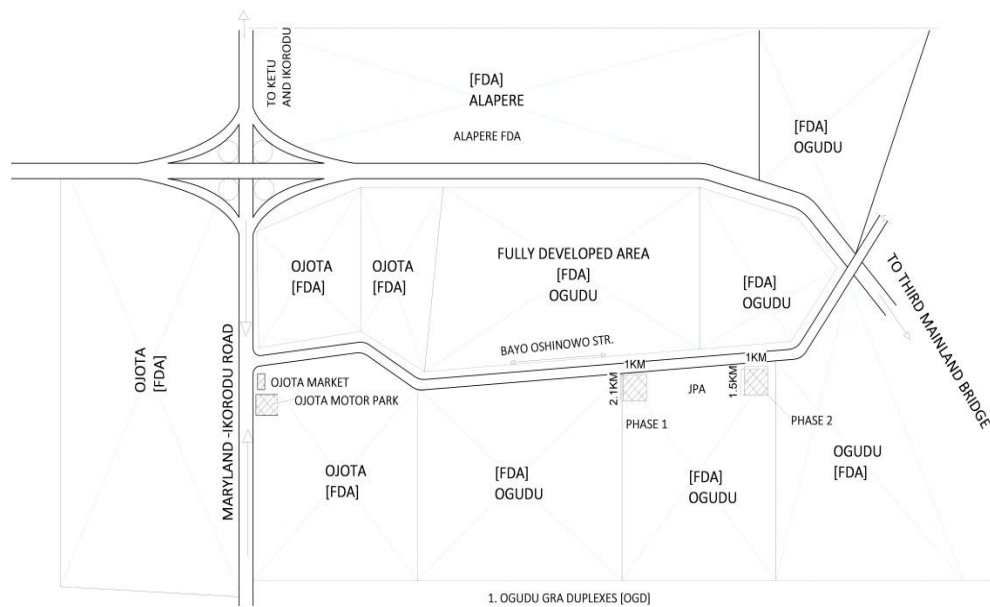 TO KETU
AND IKORODU
[FDA]
ALAPERE
ALAPERE FDA
[FDA]
OGUDU
OJOTA
[FDA]
OJOTA
[FDA]
FULLY DEVELOPED AREA
[FDA]
OGUDU
[FDA]
OGUDU
TO THIRD MAINLAND BRIDGE
OJOTA
[FDA]
MARYLAND -IKORODU ROAD
BAYO OSHINOWO STR.
1KM
1KM
OJOTA MARKET
OJOTA MOTOR PARK
2.1KM
JPA
1.5KM
PHASE 1
PHASE 2
OJOTA
[FDA]
[FDA]
OGUDU
[FDA]
OGUDU
OGUDU
[FDA]
1. OGUDU GRA DUPLEXES [OGD]